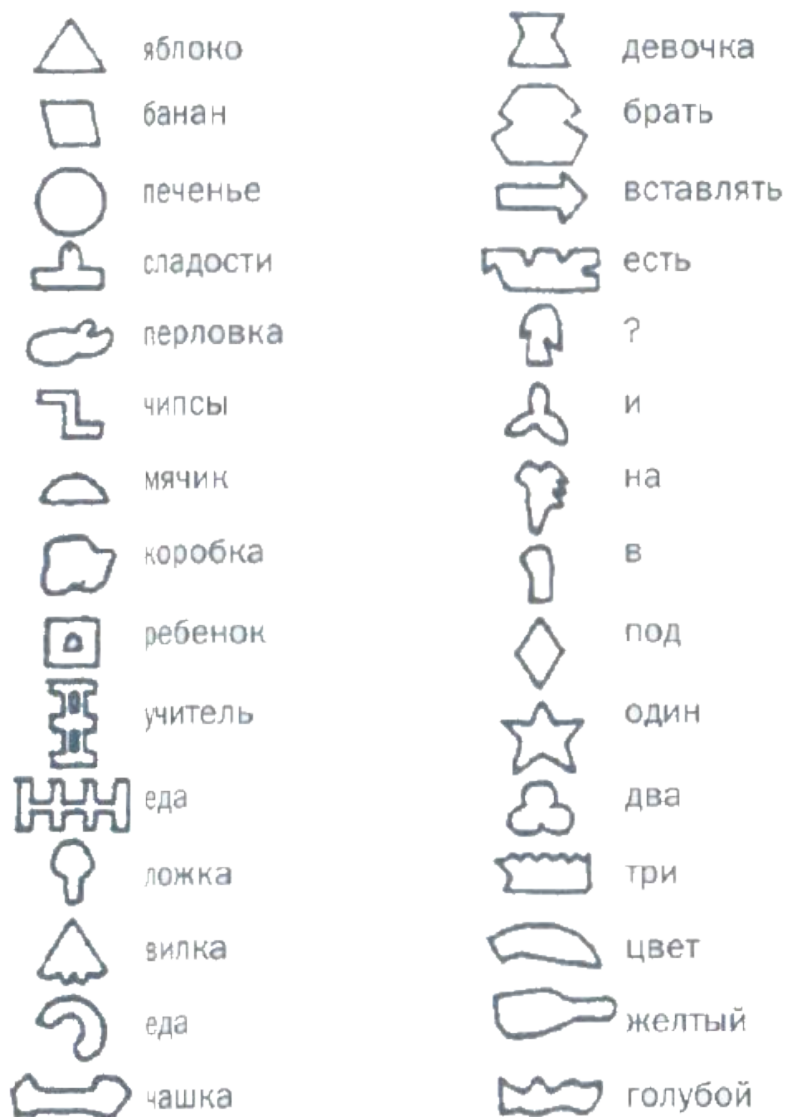 яблоко
банан
печенье
сладости
перловка
чипсы
мячик
коробка
ребенок
учитель
еда
ложка
вилка
еда
чашка
девочка
брать
вставлять
есть
?
и
на
в
под
один
два
три
цвет
желтый
голубой